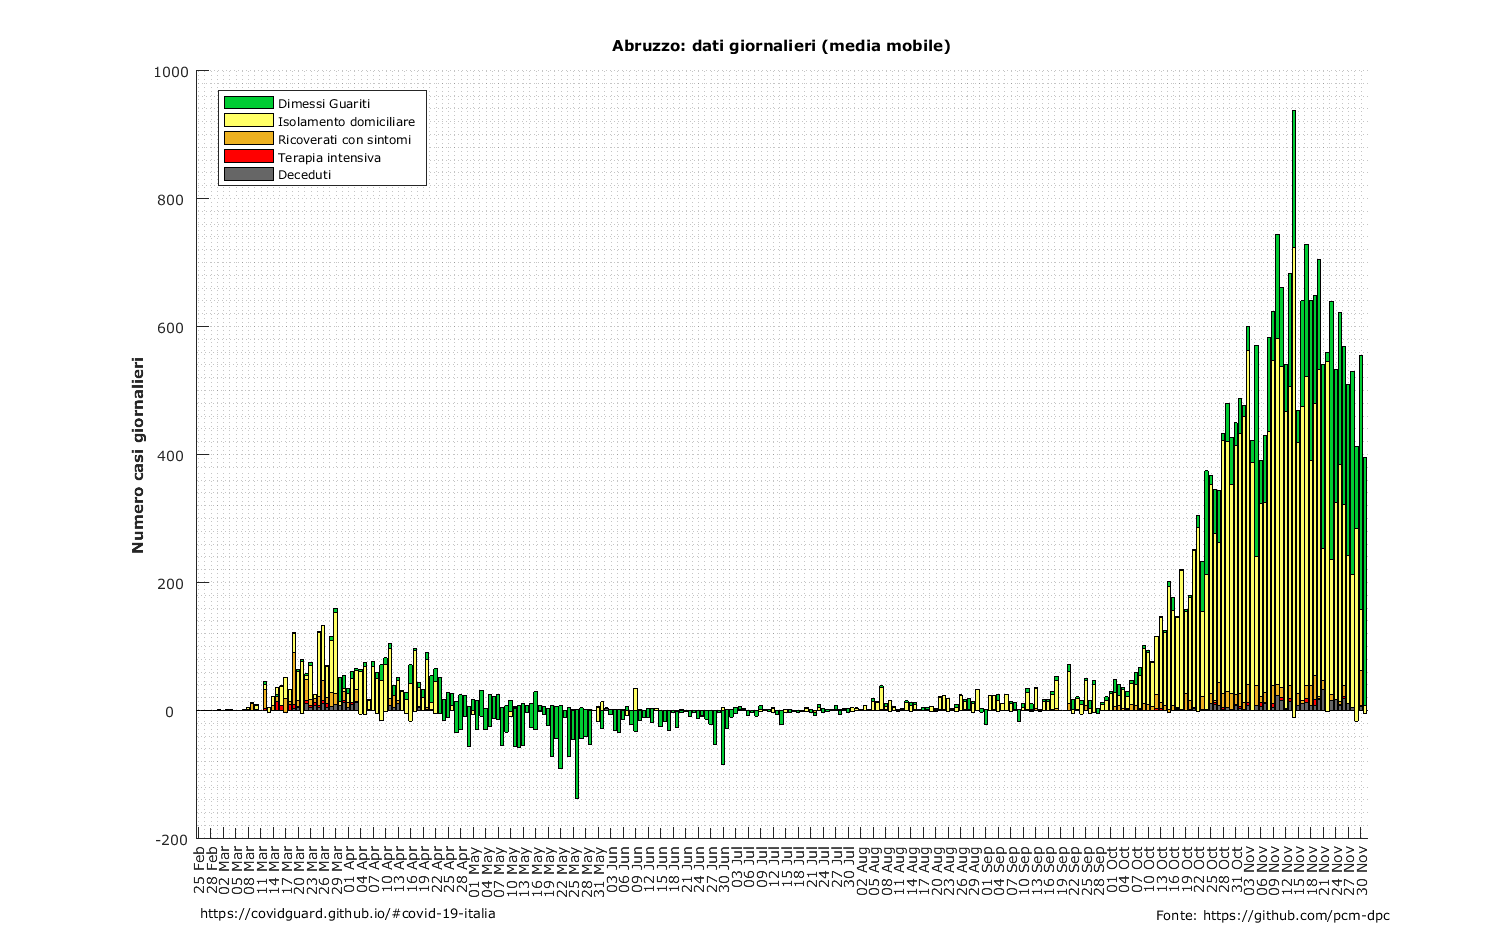 Abruzzo: dati giornalieri (media mobile)
1000
800
600
400
200
0
-200
Numero casi giornalieri
Dimessi Guariti
Isolamento domiciliare
Ricoverati con sintomi
Terapia intensiva
Deceduti
25 Feb
28 Feb
02 Mar
05 Mar
08 Mar
11 Mar
14 Mar
17 Mar
20 Mar
23 Mar
26 Mar
29 Mar
01 Apr
04 Apr
07 Apr
10 Apr
13 Apr
16 Apr
19 Apr
22 Apr
25 Apr
28 Apr
01 May
04 May
07 May
10 May
13 May
16 May
19 May
22 May
25 May
28 May
31 May
03 Jun
06 Jun
09 Jun
12 Jun
15 Jun
18 Jun
21 Jun
24 Jun
27 Jun
30 Jun
03 Jul
06 Jul
09 Jul
12 Jul
15 Jul
18 Jul
21 Jul
24 Jul
27 Jul
30 Jul
02 Aug
05 Aug
08 Aug
11 Aug
14 Aug
17 Aug
20 Aug
23 Aug
26 Aug
29 Aug
01 Sep
04 Sep
07 Sep
10 Sep
13 Sep
16 Sep
19 Sep
22 Sep
25 Sep
28 Sep
01 Oct
04 Oct
07 Oct
10 Oct
13 Oct
16 Oct
19 Oct
22 Oct
25 Oct
28 Oct
31 Oct
03 Nov
06 Nov
09 Nov
12 Nov
15 Nov
18 Nov
21 Nov
24 Nov
27 Nov
30 Nov
https://covidguard.github.io/#covid-19-italia
Fonte: https://github.com/pcm-dpc